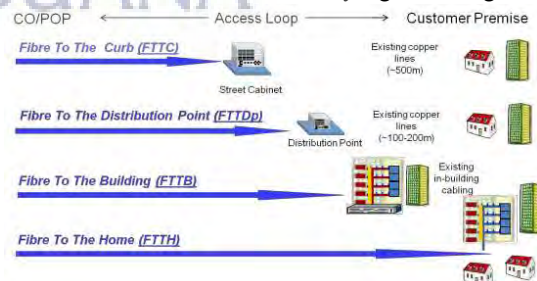 CO/POP
Access Loop
Customer Premise
Fibre To The Curb (FTTC)
Street Cabinet
Existing copper
lines
(~500m)
Fibre To The Distribution Point (FTTDp)
Distribution Point
Existing copper
lines
(~100-200m)
Fibre To The Building (FTTB)
Existing
in-building
cabling
Fibre To The Home (FTTH)